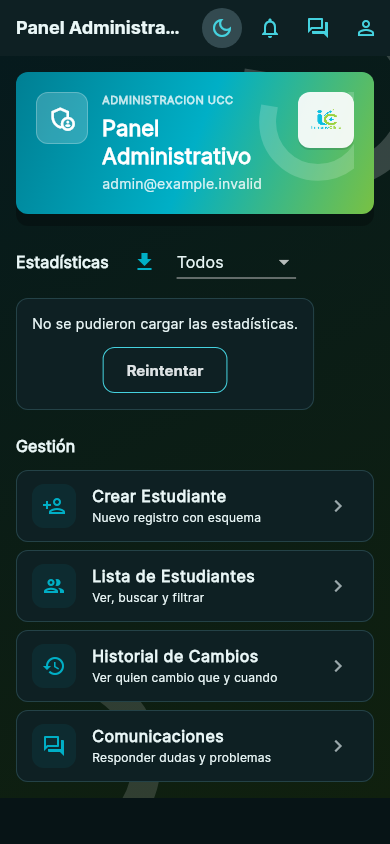 Panel Administra...
ADMINISTRACION UCC
Panel
Administrativo
admin@example.invalid
Estadísticas
Todos
No se pudieron cargar las estadísticas.
Reintentar
Gestión
Crear Estudiante
Nuevo registro con esquema
Lista de Estudiantes
Ver, buscar y filtrar
Historial de Cambios
Ver quien cambio que y cuando
Comunicaciones
Responder dudas y problemas